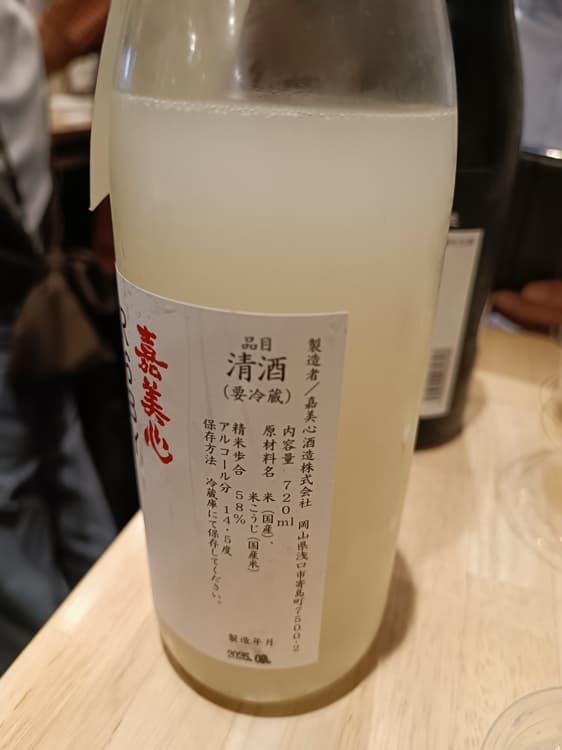 嘉美心
品目
清酒
（要冷蔵）
製造者／嘉美心酒造株式会社 岡山県浅口市寄島町7500-2
内容量 720ml
原材料名 米（国産）、
米こうじ（国産米）
精米歩合 58%
アルコール分 14.5度
保存方法 冷蔵庫にて保存してください。
製造年月